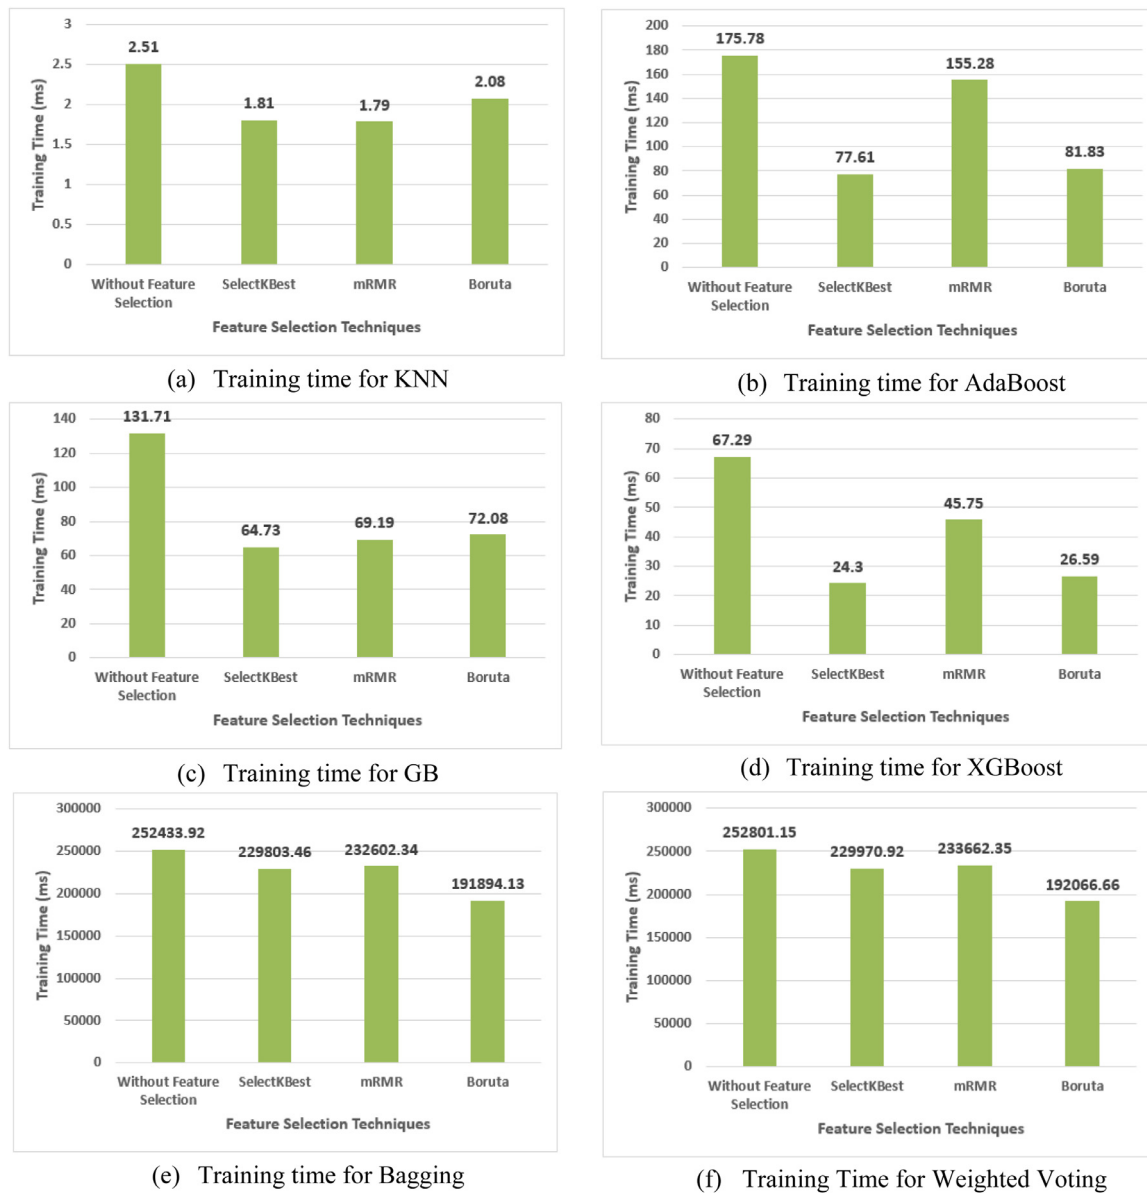 3
2.5
2
1.5
1
0.5
0
Training Time (ms)
2.51
1.81
1.79
2.08
Without Feature
Selection
SelectKBest
mRMR
Boruta
Feature Selection Techniques
(a) Training time for KNN
200
180
160
140
120
100
80
60
40
20
0
Training Time (ms)
175.78
77.61
155.28
81.83
Without Feature
Selection
SelectKBest
mRMR
Boruta
Feature Selection Techniques
(b) Training time for AdaBoost
140
120
100
80
60
40
20
0
Training Time (ms)
131.71
64.73
69.19
72.08
Without Feature
Selection
SelectKBest
mRMR
Boruta
Feature Selection Techniques
(c) Training time for GB
80
70
60
50
40
30
20
10
0
Training Time (ms)
67.29
24.3
45.75
26.59
Without Feature
Selection
SelectKBest
mRMR
Boruta
Feature Selection Techniques
(d) Training time for XGBoost
300000
250000
200000
150000
100000
50000
0
Training Time (ms)
252433.92
229803.46
232602.34
191894.13
Without Feature
Selection
SelectKBest
mRMR
Boruta
Feature Selection Techniques
(e) Training time for Bagging
300000
250000
200000
150000
100000
50000
0
Training Time (ms)
252801.15
229970.92
233662.35
192066.66
Without Feature
Selection
SelectKBest
mRMR
Boruta
Feature Selection Techniques
(f) Training Time for Weighted Voting